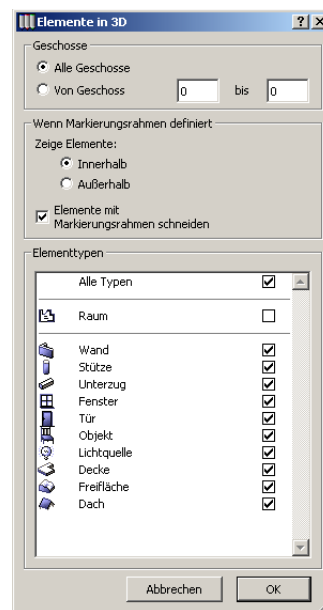 Elemente in 3D
Geschosse
Alle Geschosse
Von Geschoss 0 bis 0
Wenn Markierungsrahmen definiert
Zeige Elemente:
Innerhalb
Außerhalb
Elemente mit
Markierungsrahmen schneiden
Elementtypen
Alle Typen
Raum
Wand
Stütze
Unterzug
Fenster
Tür
Objekt
Lichtquelle
Decke
Freifläche
Dach
Abbrechen OK